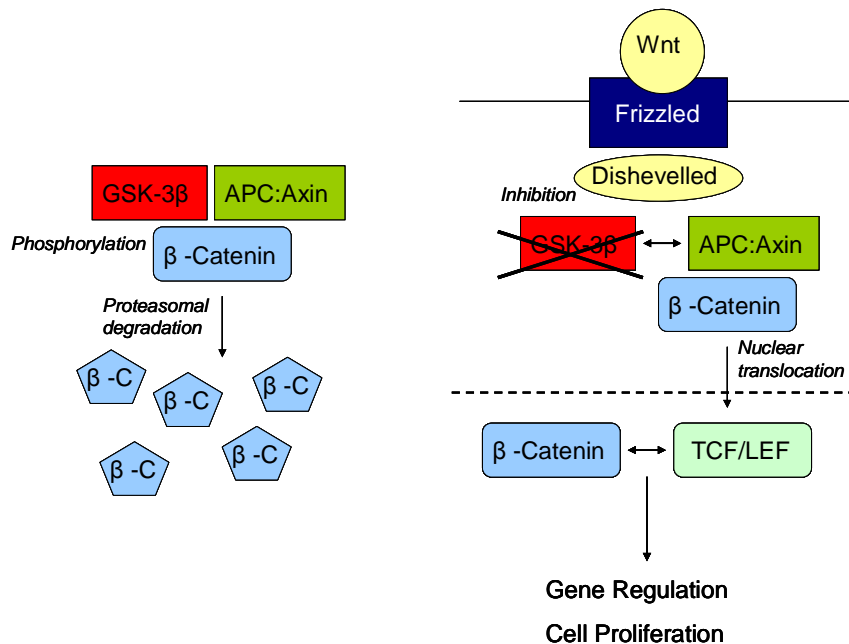 GSK-3β
APC:Axin
Phosphorylation
β -Catenin
Proteasomal
degradation
β -C
β -C
β -C
β -C
β -C
Wnt
Frizzled
Dishevelled
Inhibition
GSK-3β
APC:Axin
β -Catenin
Nuclear
translocation
β -Catenin
TCF/LEF
Gene Regulation
Cell Proliferation